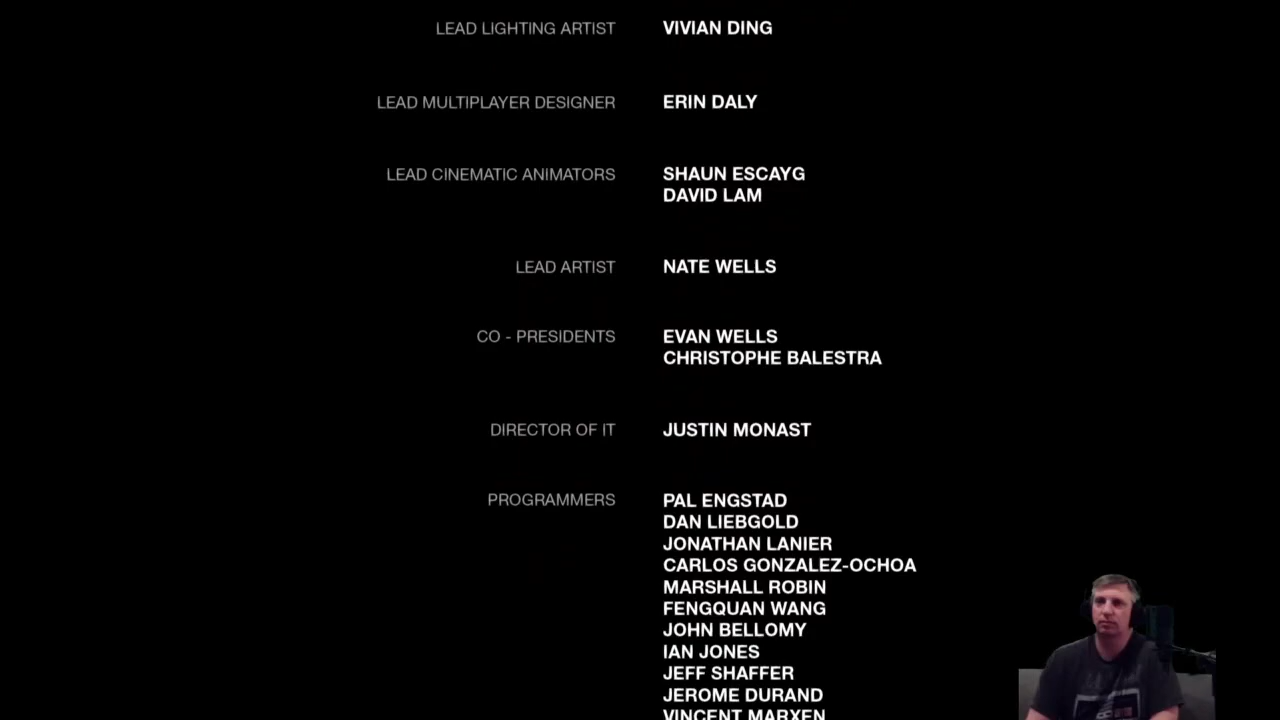 LEAD LIGHTING ARTIST VIVIAN DING
LEAD MULTIPLAYER DESIGNER ERIN DALY
LEAD CINEMATIC ANIMATORS SHAUN ESCAYG
DAVID LAM
LEAD ARTIST NATE WELLS
CO - PRESIDENTS EVAN WELLS
CHRISTOPHE BALESTRA
DIRECTOR OF IT JUSTIN MONAST
PROGRAMMERS PAL ENGSTAD
DAN LIEBGOLD
JONATHAN LANIER
CARLOS GONZALEZ-OCHOA
MARSHALL ROBIN
FENGQUAN WANG
JOHN BELLOMY
IAN JONES
JEFF SHAFFER
JEROME DURAND
VINCENT MARXEN